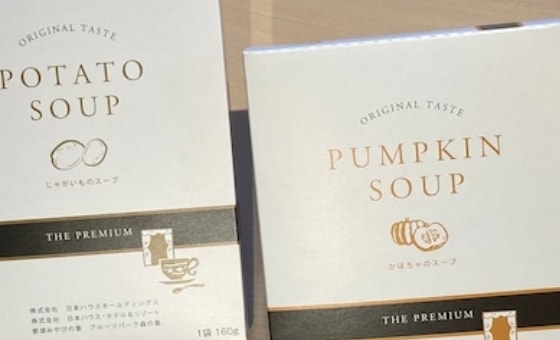 ORIGINAL TASTE
POTATO
SOUP
じゃがいものスープ
THE PREMIUM
株式会社 日本ハウスホールディングス
株式会社 日本ハウス・ホテル&リゾート
1袋 160g
ORIGINAL TASTE
PUMPKIN
SOUP
かぼちゃのスープ
THE PREMIUM